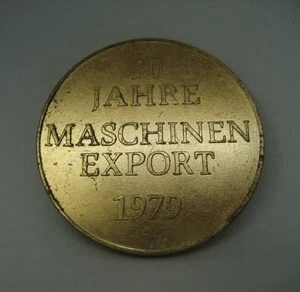 30
JAHRE
MASCHINEN
EXPORT
1979